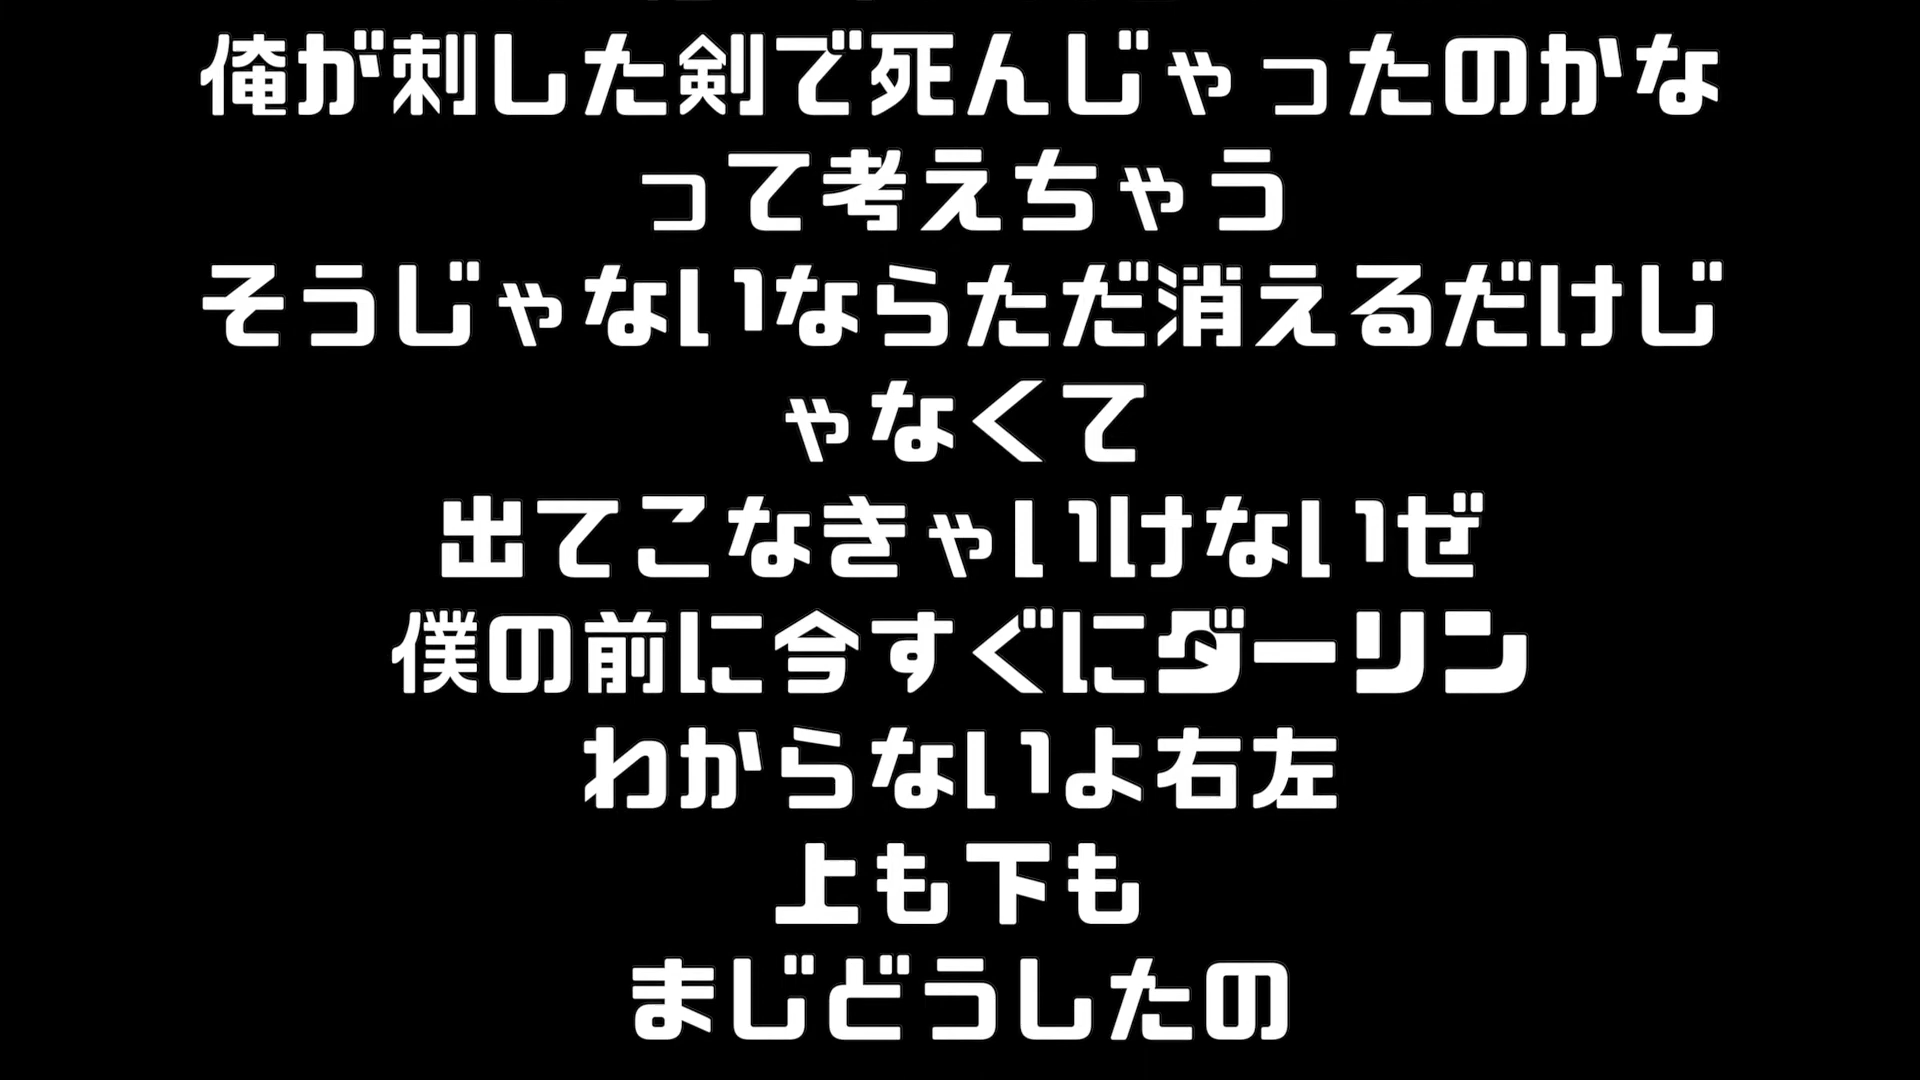 俺が刺した剣で死んじゃったのかな
って考えちゃう
そうじゃないならただ消えるだけじ
ゃなくて
出てこなきゃいけないぜ
僕の前に今すぐにダーリン
わからないよ右左
上も下も
まじどうしたの